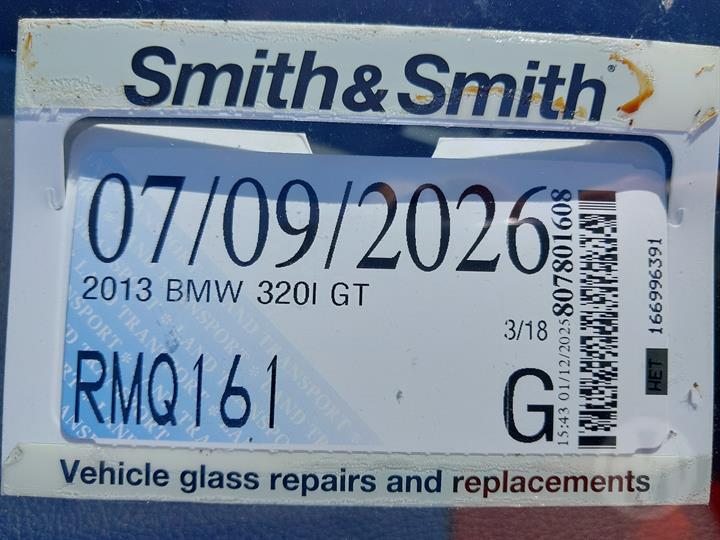 Smith&Smith®
07/09/2026
2013 BMW 320I GT
3/18
RMQ161
G
15:43 01/12/2025 807801608
166996391
HET
Vehicle glass repairs and replacements